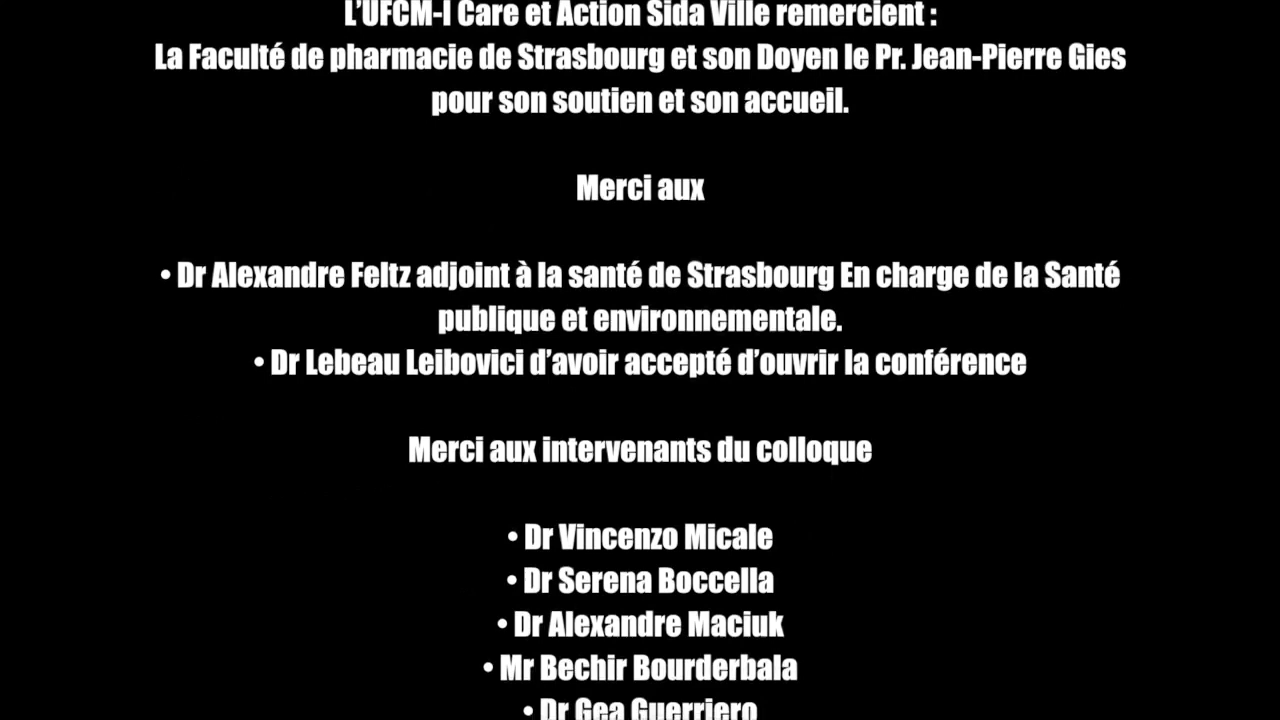 L'UFCM-I Care et Action Sida Ville remercient :
La Faculté de pharmacie de Strasbourg et son Doyen le Pr. Jean-Pierre Gies
pour son soutien et son accueil.
Merci aux
• Dr Alexandre Feltz adjoint à la santé de Strasbourg En charge de la Santé
publique et environnementale.
• Dr Lebeau Leibovici d'avoir accepté d'ouvrir la conférence
Merci aux intervenants du colloque
• Dr Vincenzo Micale
• Dr Serena Boccella
• Dr Alexandre Maciuk
• Mr Bechir Bourderbala
• Dr Gea Guerriero